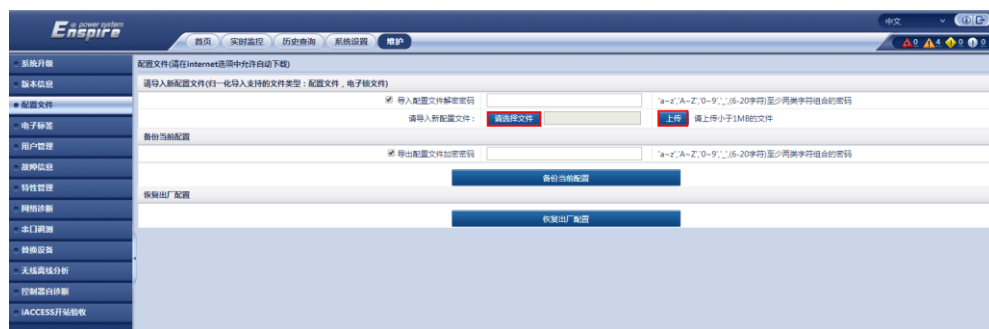 e power system
Enspire
中文
首页 实时监控 历史查询 系统设置 维护
0 4 0 0
系统升级
版本信息
配置文件
电子标签
用户管理
故障信息
特性管理
网络诊断
串口调测
替换设备
无线离线分析
控制器自诊断
iACCESS开站验收
配置文件(请在internet选项中允许自动下载)
请导入新配置文件(归一化导入支持的文件类型：配置文件，电子锁文件)
导入配置文件解密密码 'a~z','A~Z','0~9','_',(6-20字符)至少两类字符组合的密码
请导入新配置文件： 请选择文件 上传 请上传小于1MB的文件
备份当前配置
导出配置文件加密密码 'a~z','A~Z','0~9','_',(6-20字符)至少两类字符组合的密码
备份当前配置
恢复出厂配置
恢复出厂配置